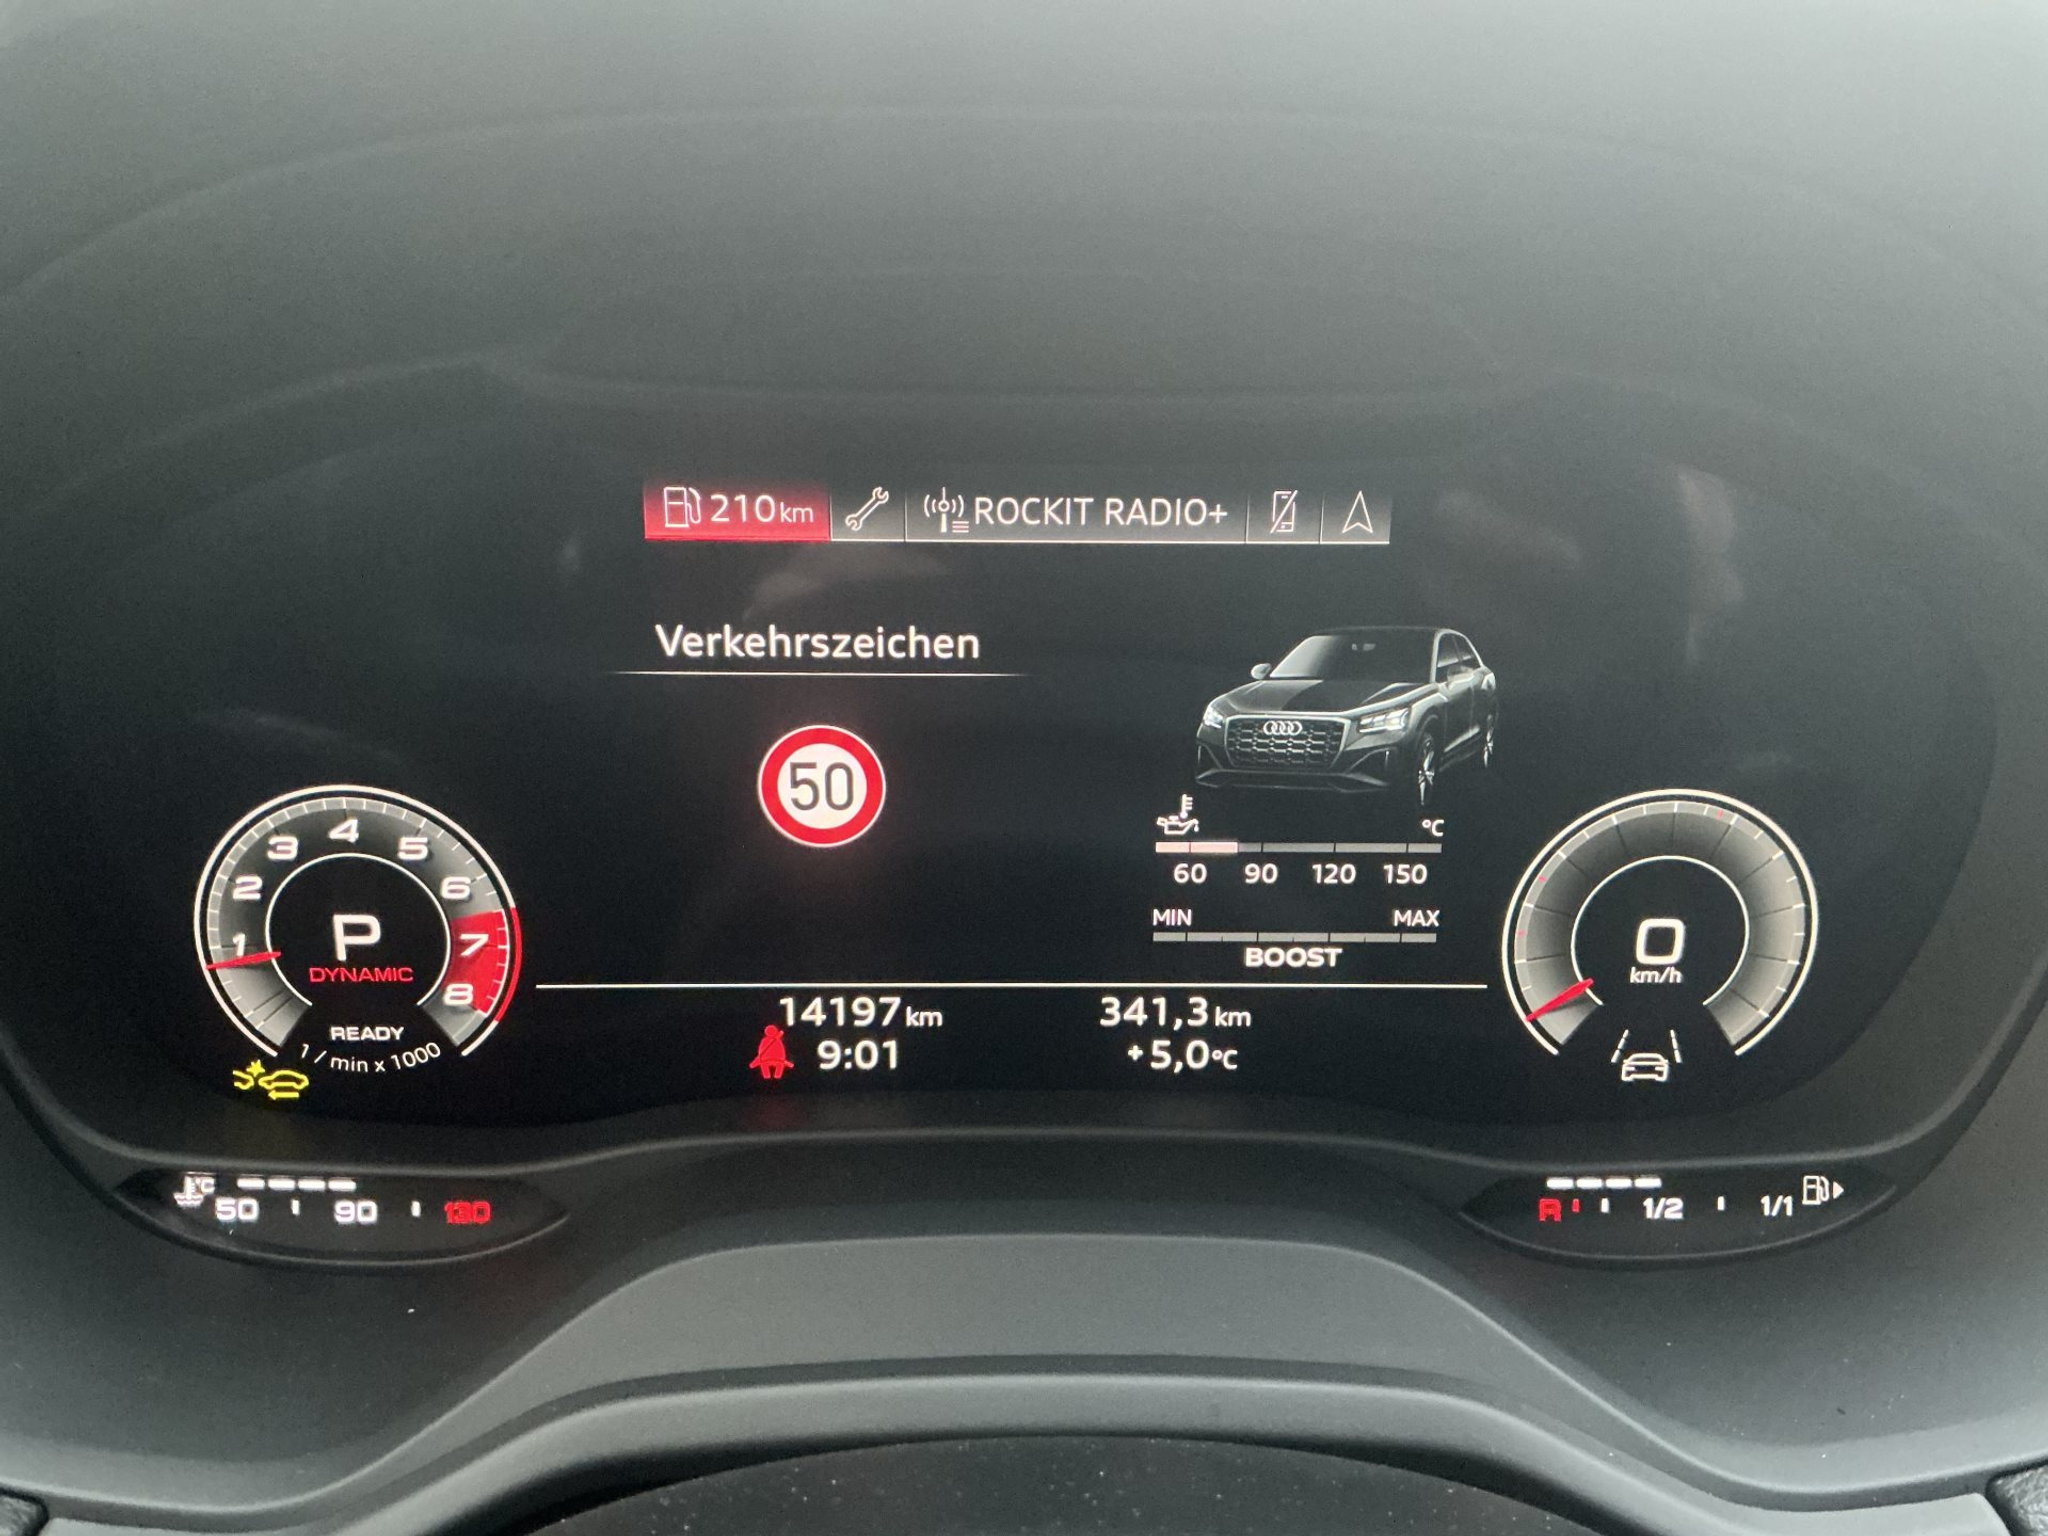 210 km
ROCKIT RADIO+
Verkehrszeichen
50
°C
60 90 120 150
MIN MAX
BOOST
1 2 3 4 5 6 7 8
P
DYNAMIC
READY
1 / min x 1000
0
km/h
14197 km 341,3 km
9:01 +5,0 °C
°C
50 90 130
R 1/2 1/1